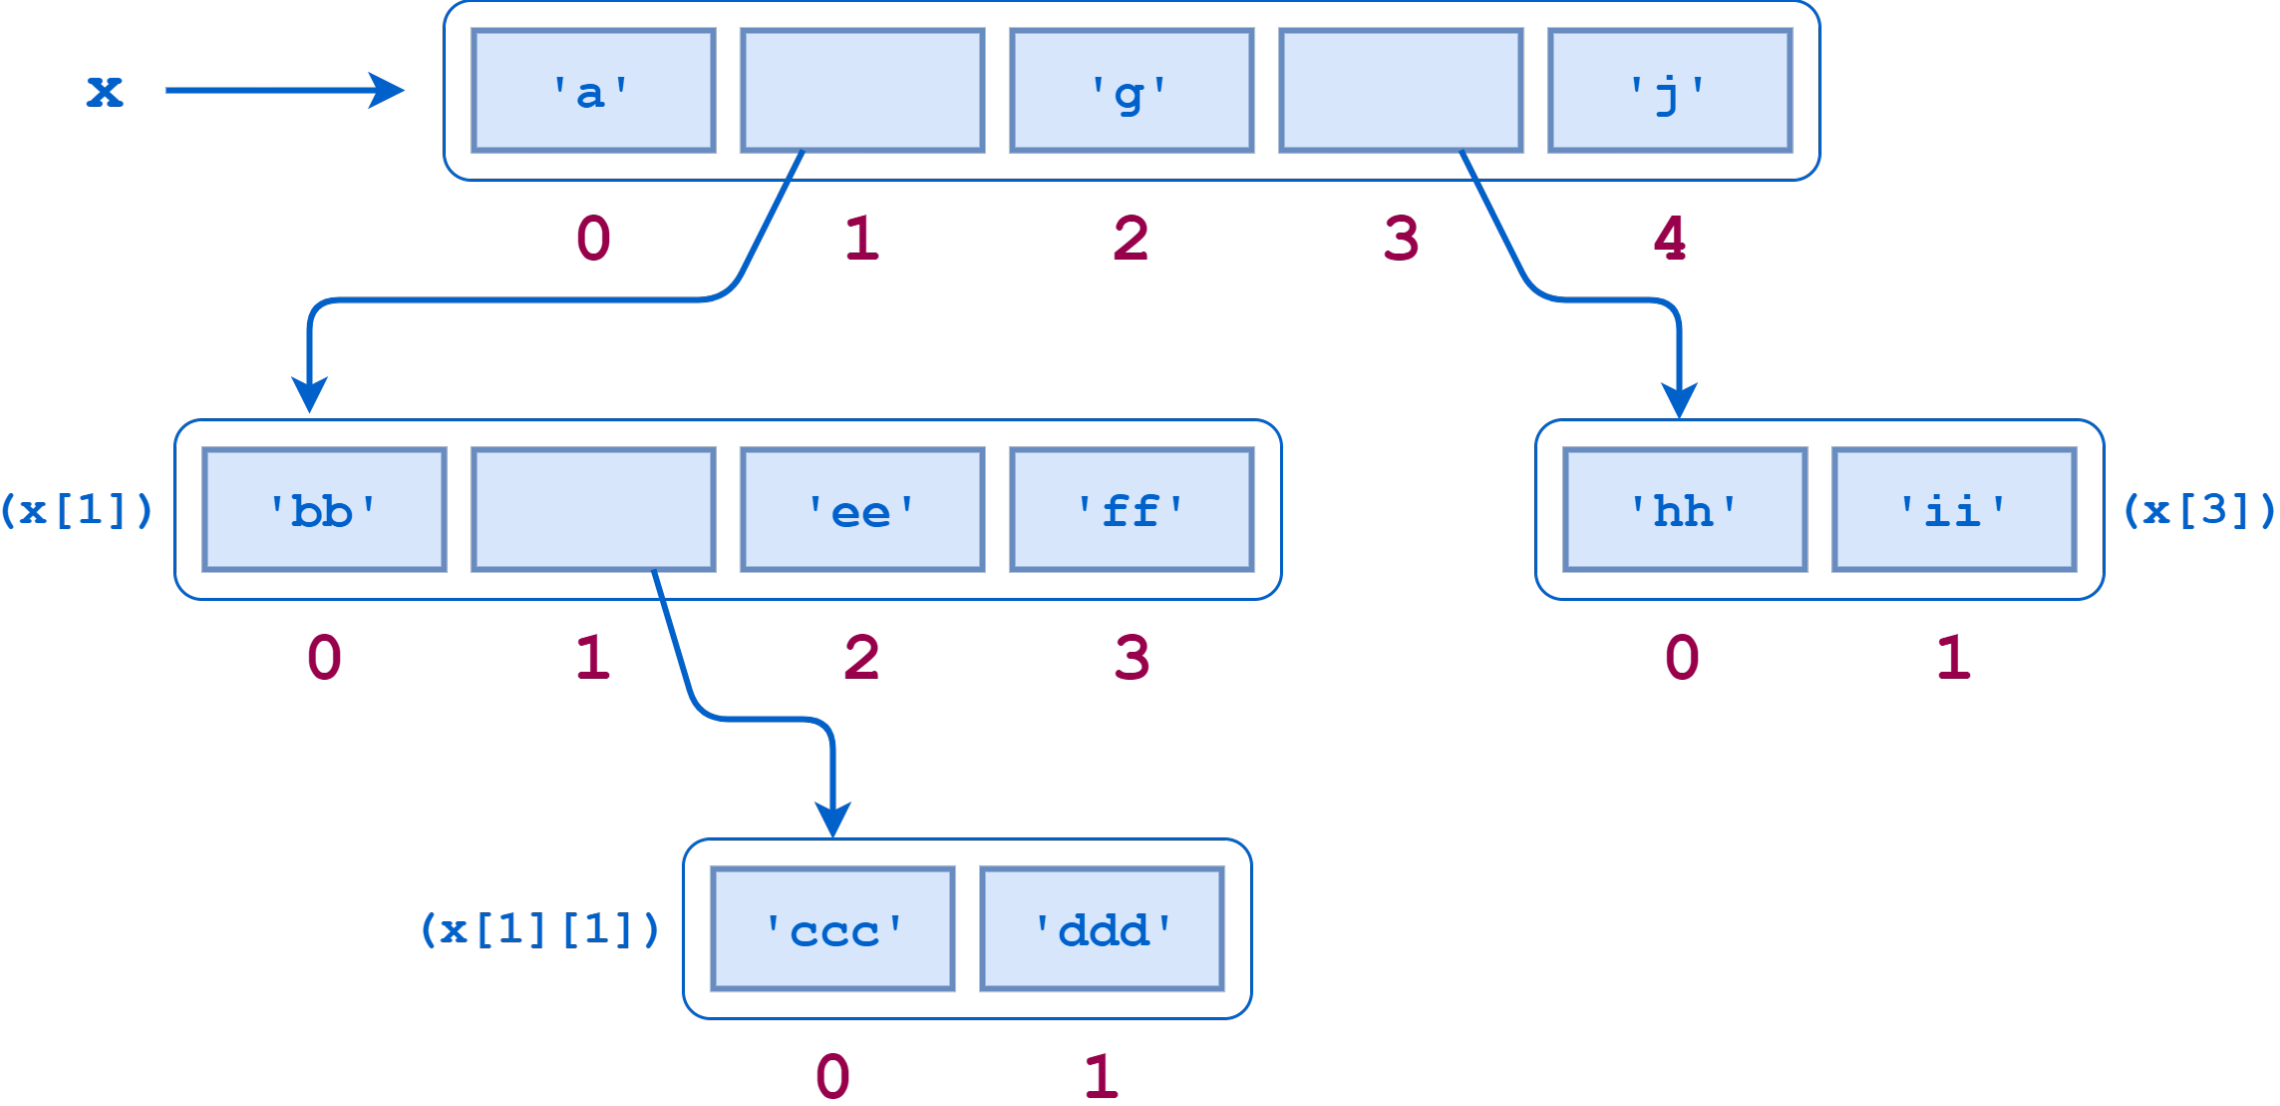 x 'a' 'g' 'j'
0 1 2 3 4
(x[1]) 'bb' 'ee' 'ff' 'hh' 'ii' (x[3])
0 1 2 3 0 1
(x[1][1]) 'ccc' 'ddd'
0 1